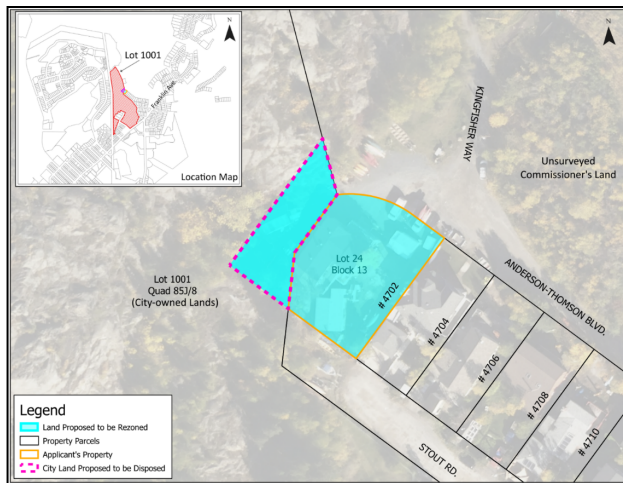 N
Lot 1001
Franklin Ave.
Location Map
N
KINGFISHER WAY
Unsurveyed
Commissioner's Land
Lot 24
Block 13
# 4702
Lot 1001
Quad 85J/8
(City-owned Lands)
ANDERSON-THOMSON BLVD.
# 4704
# 4706
# 4708
# 4710
STOUT RD.
Legend
Land Proposed to be Rezoned
Property Parcels
Applicant's Property
City Land Proposed to be Disposed